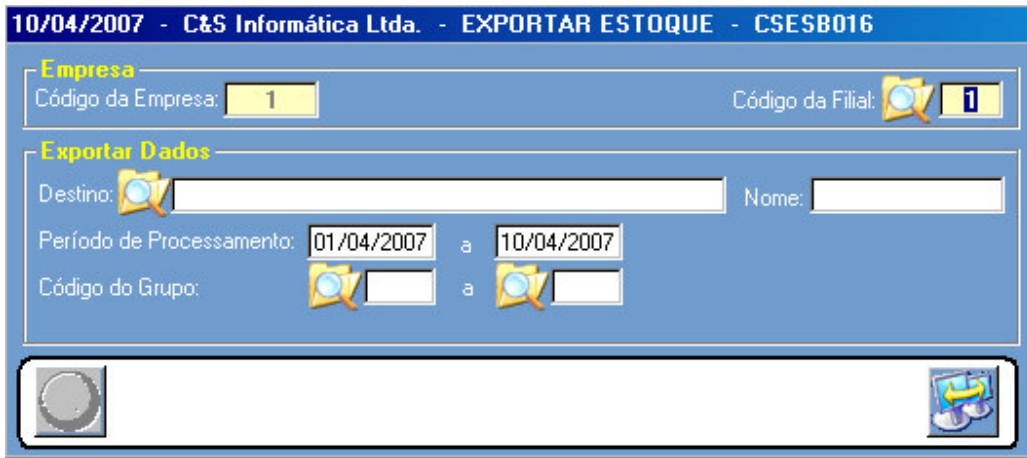 10/04/2007 - C&S Informática Ltda. - EXPORTAR ESTOQUE - CSESB016
Empresa
Código da Empresa: 1 Código da Filial: 1
Exportar Dados
Destino: Nome:
Período de Processamento: 01/04/2007 a 10/04/2007
Código do Grupo: a